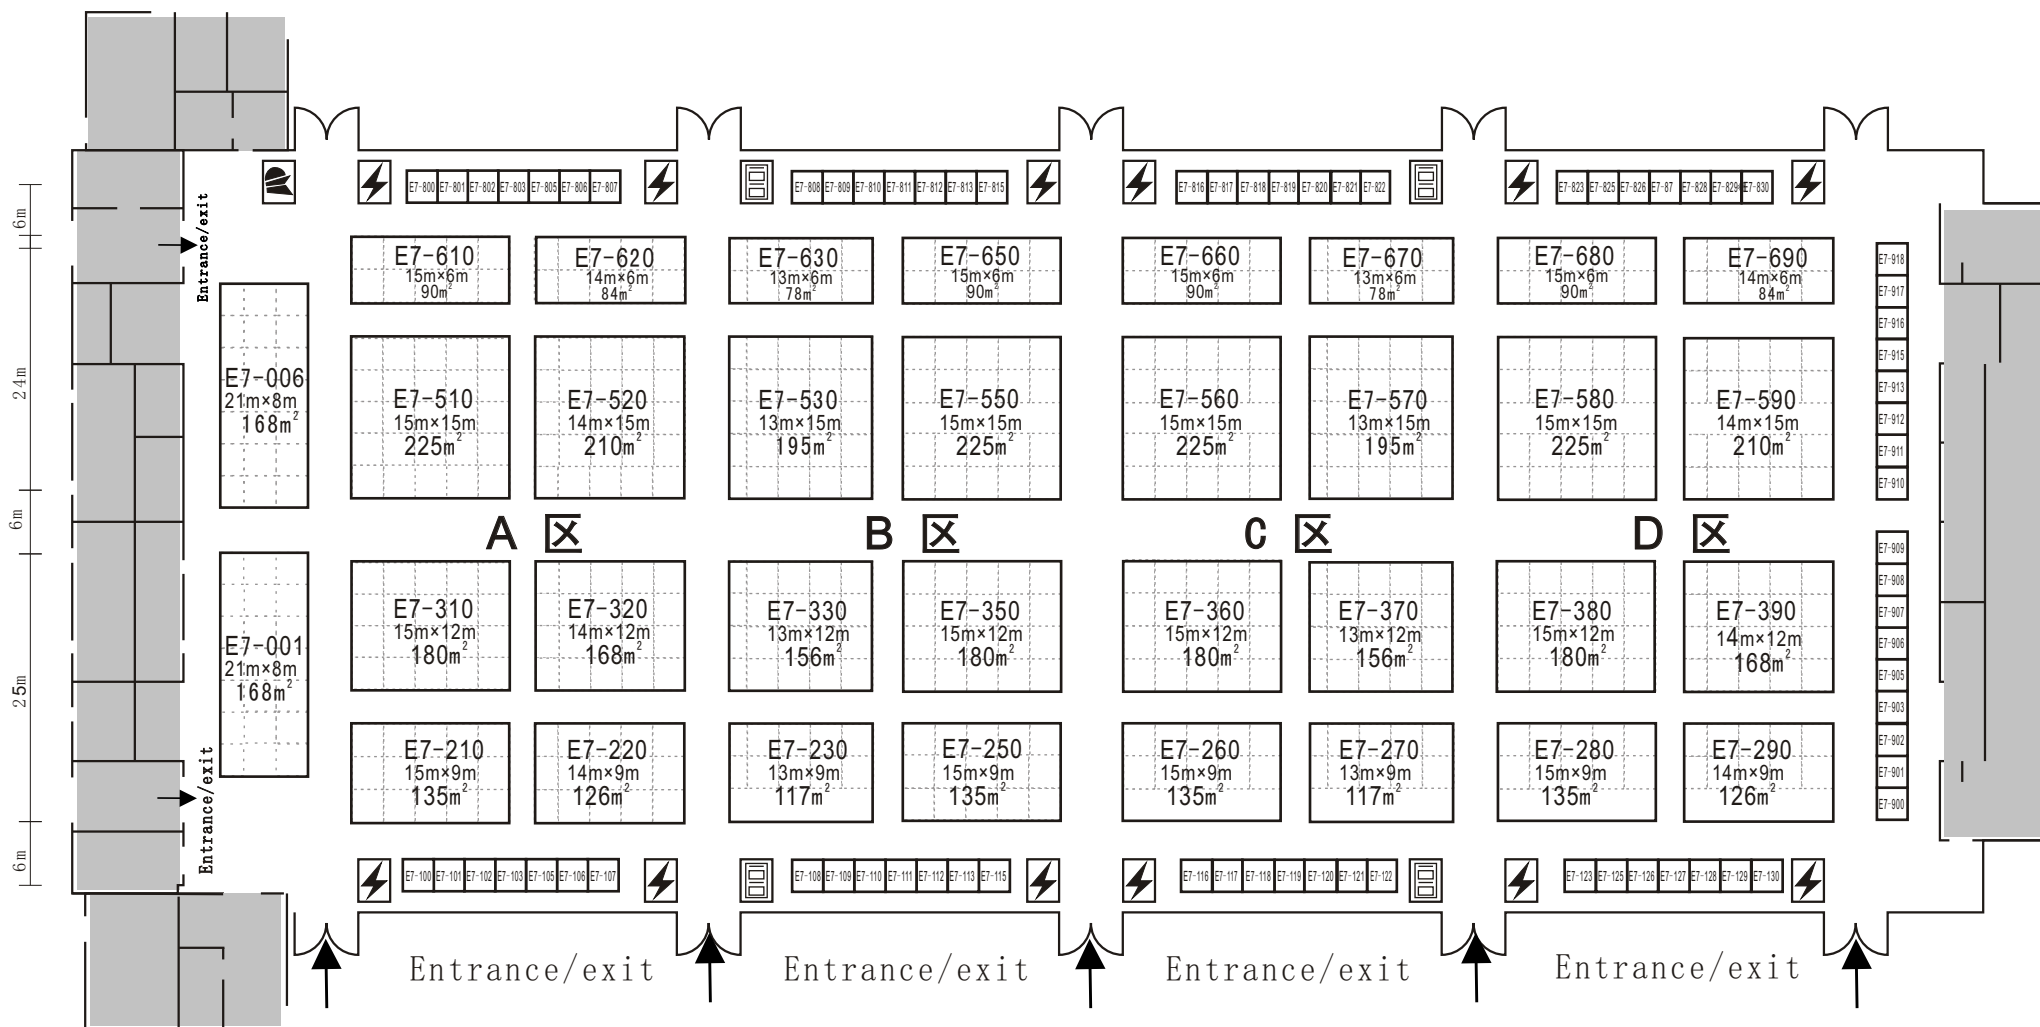 E7-800 E7-801 E7-802 E7-803 E7-805 E7-806 E7-807
E7-808 E7-809 E7-810 E7-811 E7-812 E7-813 E7-815
E7-816 E7-817 E7-818 E7-819 E7-820 E7-821 E7-822
E7-823 E7-825 E7-826 E7-87 E7-828 E7-829 E7-830
6m
24m
6m
25m
6m
Entrance/exit
Entrance/exit
E7-006
21m×8m
168m²
E7-001
21m×8m
168m²
E7-610
15m×6m
90m²
E7-620
14m×6m
84m²
E7-630
13m×6m
78m²
E7-650
15m×6m
90m²
E7-660
15m×6m
90m²
E7-670
13m×6m
78m²
E7-680
15m×6m
90m²
E7-690
14m×6m
84m²
E7-510
15m×15m
225m²
E7-520
14m×15m
210m²
E7-530
13m×15m
195m²
E7-550
15m×15m
225m²
E7-560
15m×15m
225m²
E7-570
13m×15m
195m²
E7-580
15m×15m
225m²
E7-590
14m×15m
210m²
A 区
B 区
C 区
D 区
E7-310
15m×12m
180m²
E7-320
14m×12m
168m²
E7-330
13m×12m
156m²
E7-350
15m×12m
180m²
E7-360
15m×12m
180m²
E7-370
13m×12m
156m²
E7-380
15m×12m
180m²
E7-390
14m×12m
168m²
E7-210
15m×9m
135m²
E7-220
14m×9m
126m²
E7-230
13m×9m
117m²
E7-250
15m×9m
135m²
E7-260
15m×9m
135m²
E7-270
13m×9m
117m²
E7-280
15m×9m
135m²
E7-290
14m×9m
126m²
E7-918
E7-917
E7-916
E7-915
E7-913
E7-912
E7-911
E7-910
E7-909
E7-908
E7-907
E7-906
E7-905
E7-903
E7-902
E7-901
E7-900
E7-100 E7-101 E7-102 E7-103 E7-105 E7-106 E7-107
E7-108 E7-109 E7-110 E7-111 E7-112 E7-113 E7-115
E7-116 E7-117 E7-118 E7-119 E7-120 E7-121 E7-122
E7-123 E7-125 E7-126 E7-127 E7-128 E7-129 E7-130
Entrance/exit
Entrance/exit
Entrance/exit
Entrance/exit